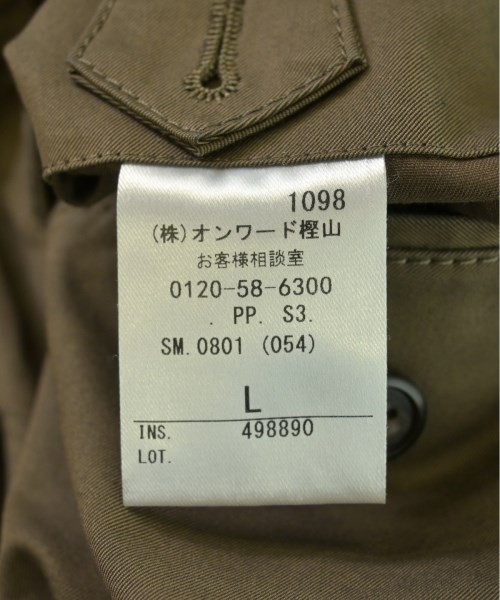 1098
(株)オンワード樫山
お客様相談室
0120-58-6300
. PP. S3.
SM.0801 (054)
L
INS. 498890
LOT.